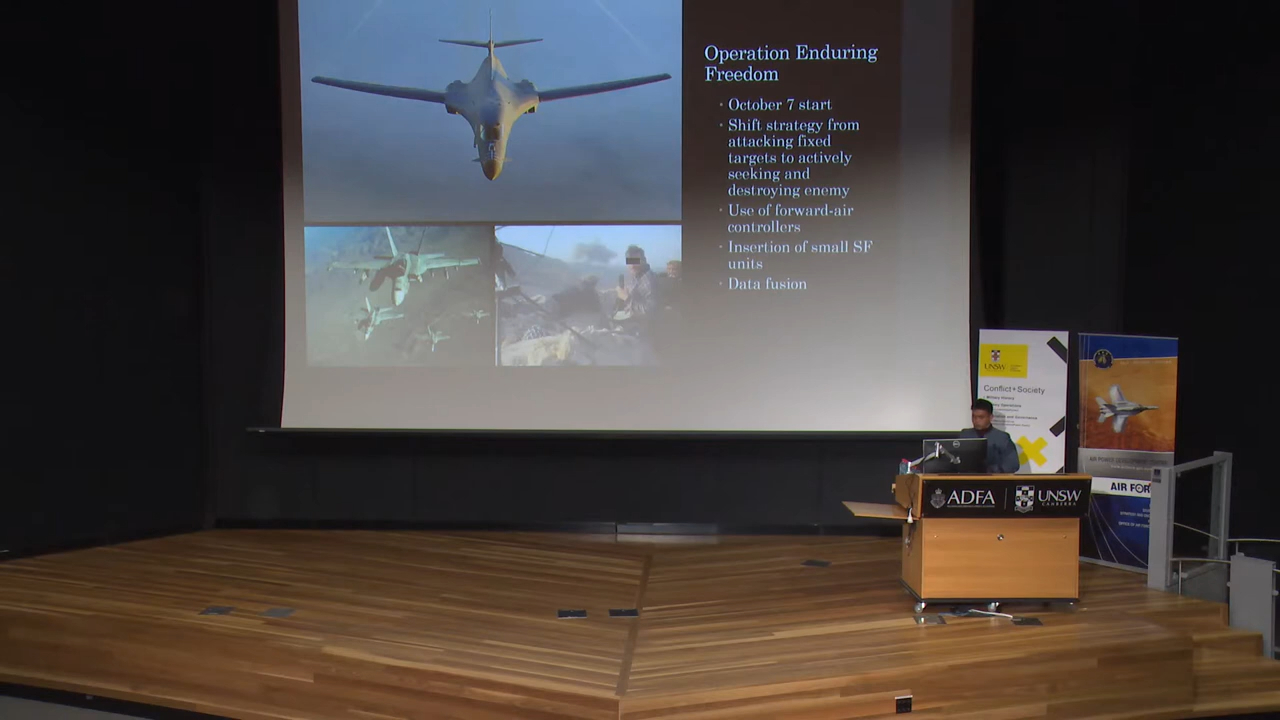 Operation Enduring
Freedom
· October 7 start
· Shift strategy from
attacking fixed
targets to actively
seeking and
destroying enemy
· Use of forward-air
controllers
· Insertion of small SF
units
· Data fusion
UNSW
Conflict+Society
AIR FOR
ADFA
UNSW
CANBERRA